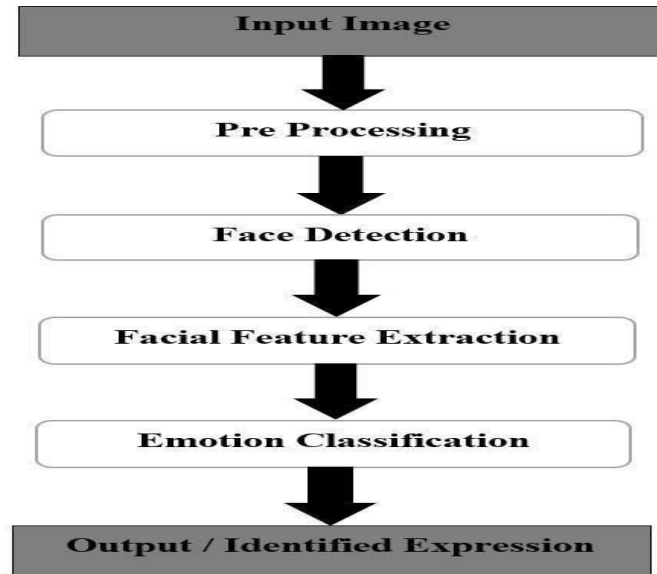 Input Image
Pre Processing
Face Detection
Facial Feature Extraction
Emotion Classification
Output / Identified Expression